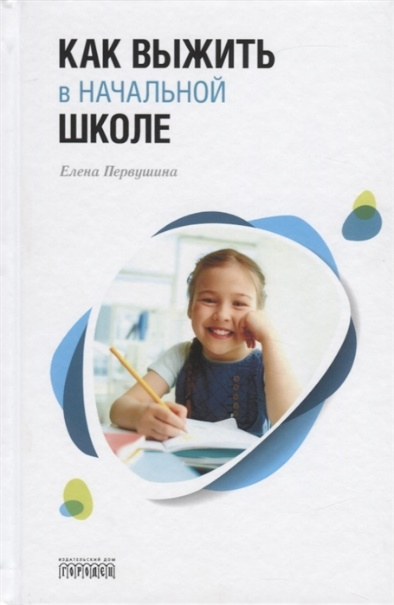 КАК ВЫЖИТЬ
в НАЧАЛЬНОЙ
ШКОЛЕ
Елена Первушина
ИЗДАТЕЛЬСКИЙ ДОМ
ГОРОДЕЦ